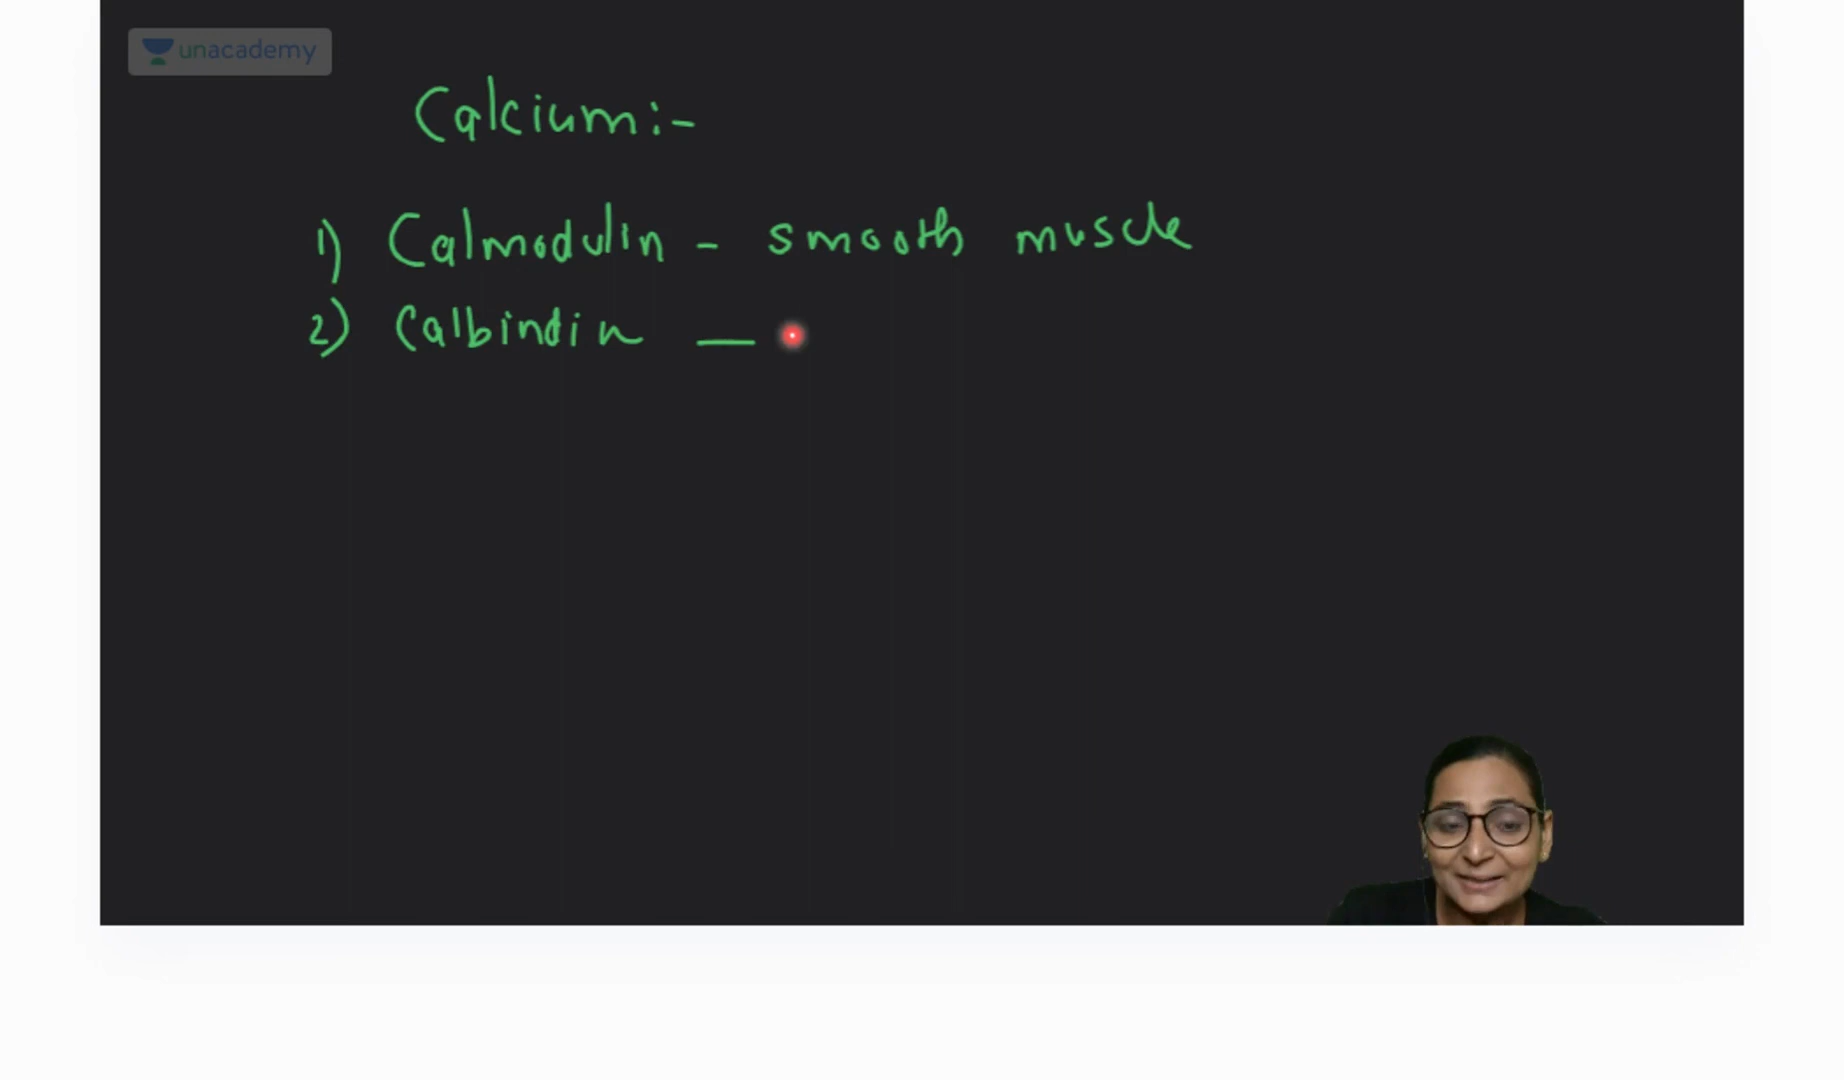 unacademy
Calcium:-
1) Calmodulin - smooth muscle
2) Calbindin —